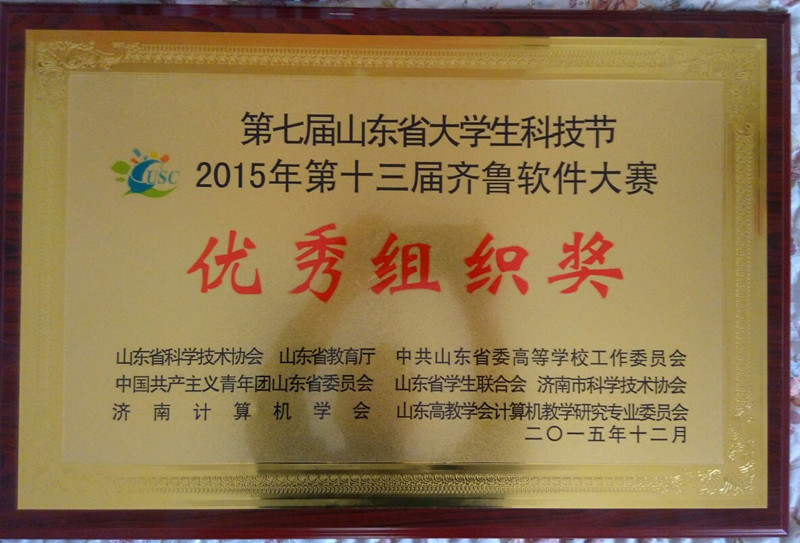 第七届山东省大学生科技节
USC
2015年第十三届齐鲁软件大赛
优秀组织奖
山东省科学技术协会 山东省教育厅 中共山东省委高等学校工作委员会
中国共产主义青年团山东省委员会 山东省学生联合会 济南市科学技术协会
济南计算机学会 山东高教学会计算机教学研究专业委员会
二〇一五年十二月